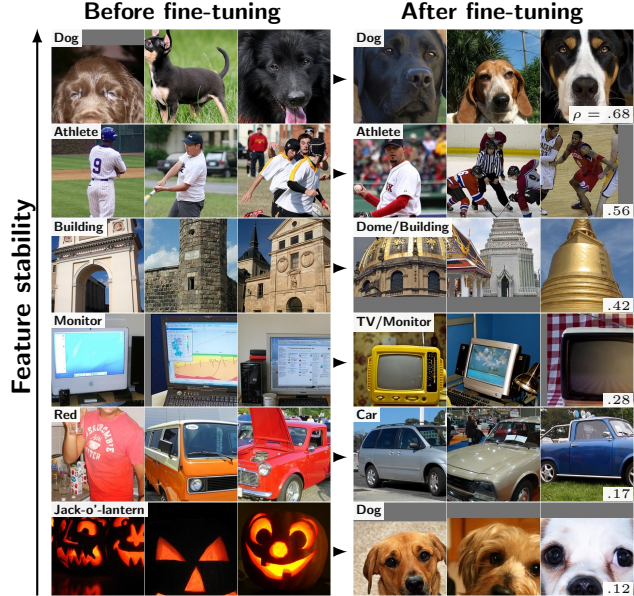 Before fine-tuning
After fine-tuning
Feature stability
Dog
Dog
ρ = .68
Athlete
9
Athlete
.56
Building
Dome/Building
.42
Monitor
TV/Monitor
.28
Red
Car
.17
Jack-o'-lantern
Dog
.12